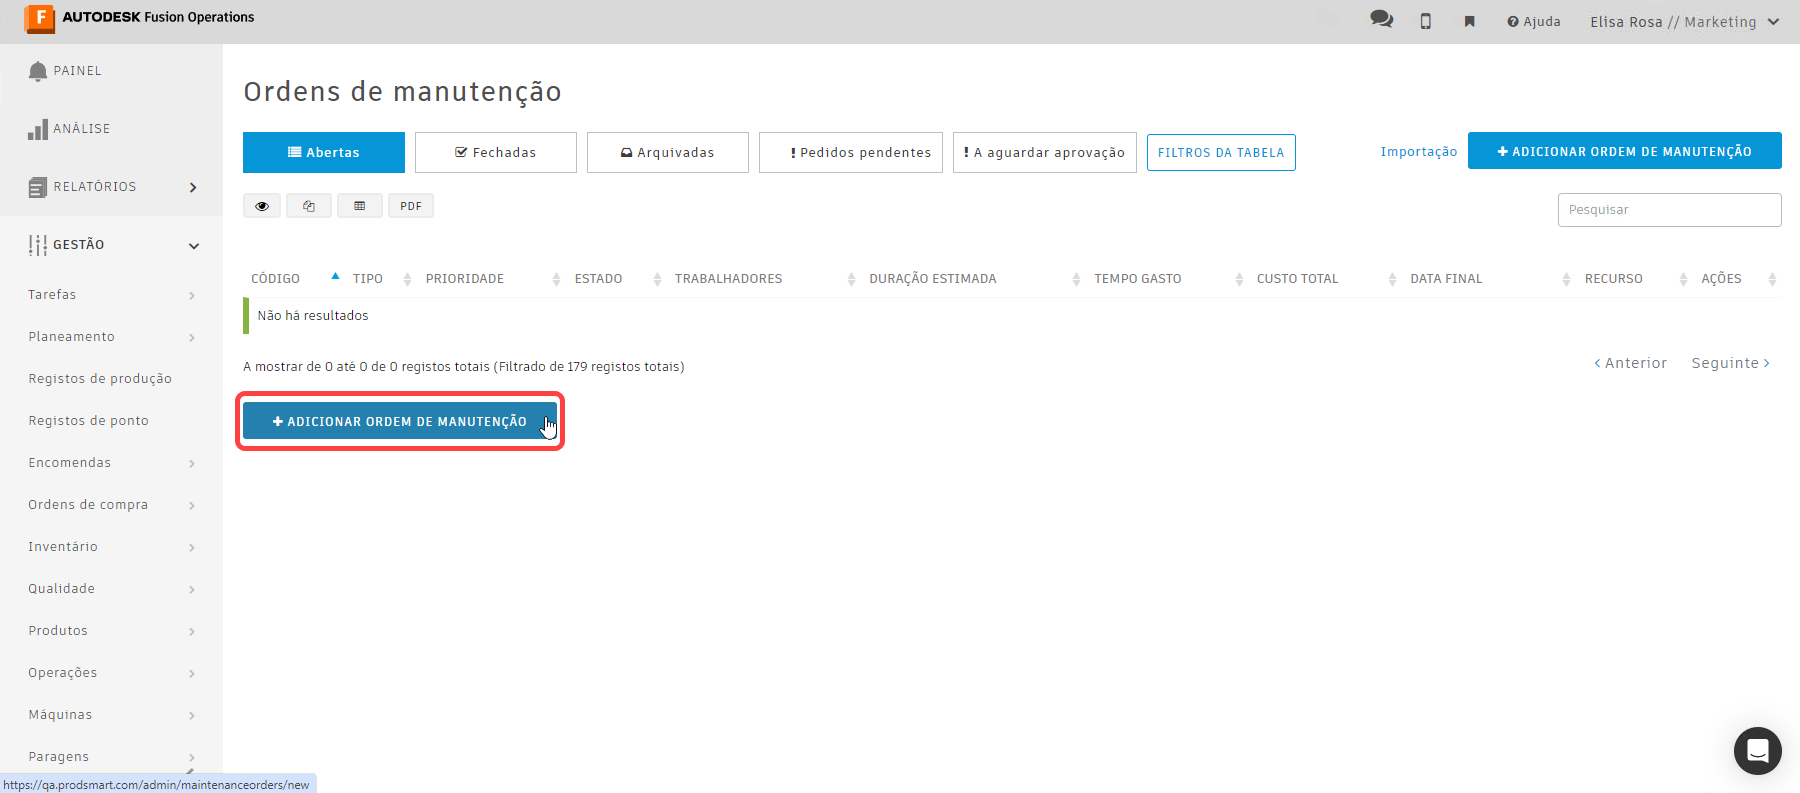 F AUTODESK Fusion Operations
Ajuda
Elisa Rosa // Marketing
PAINEL
ANÁLISE
RELATÓRIOS
GESTÃO
Tarefas
Planeamento
Registos de produção
Registos de ponto
Encomendas
Ordens de compra
Inventário
Qualidade
Produtos
Operações
Máquinas
Paragens
Ordens de manutenção
Abertas
Fechadas
Arquivadas
! Pedidos pendentes
! A aguardar aprovação
FILTROS DA TABELA
Importação
+ ADICIONAR ORDEM DE MANUTENÇÃO
PDF
Pesquisar
CÓDIGO TIPO PRIORIDADE ESTADO TRABALHADORES DURAÇÃO ESTIMADA TEMPO GASTO CUSTO TOTAL DATA FINAL RECURSO AÇÕES
Não há resultados
A mostrar de 0 até 0 de 0 registos totais (Filtrado de 179 registos totais)
< Anterior Seguinte >
+ ADICIONAR ORDEM DE MANUTENÇÃO
https://qa.prodsmart.com/admin/maintenanceorders/new